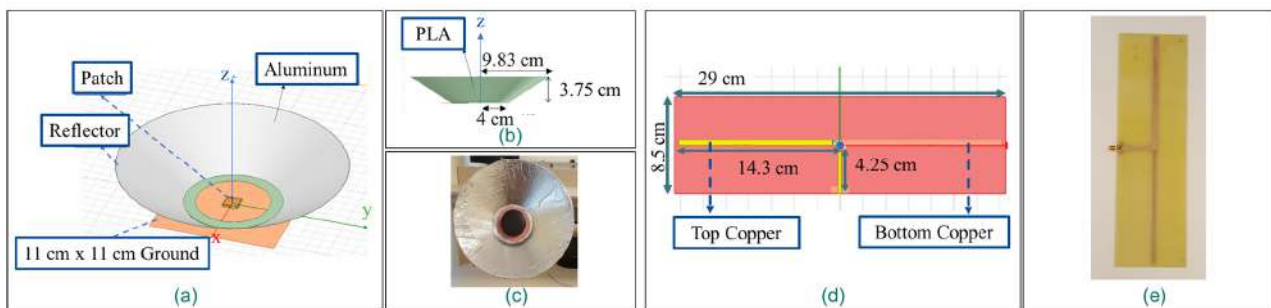 Patch
Reflector
Aluminum
z
y
x
11 cm x 11 cm Ground
(a)
PLA
z
9.83 cm
3.75 cm
4 cm
(b)
(c)
29 cm
8.5 cm
14.3 cm
4.25 cm
Top Copper
Bottom Copper
(d)
(e)